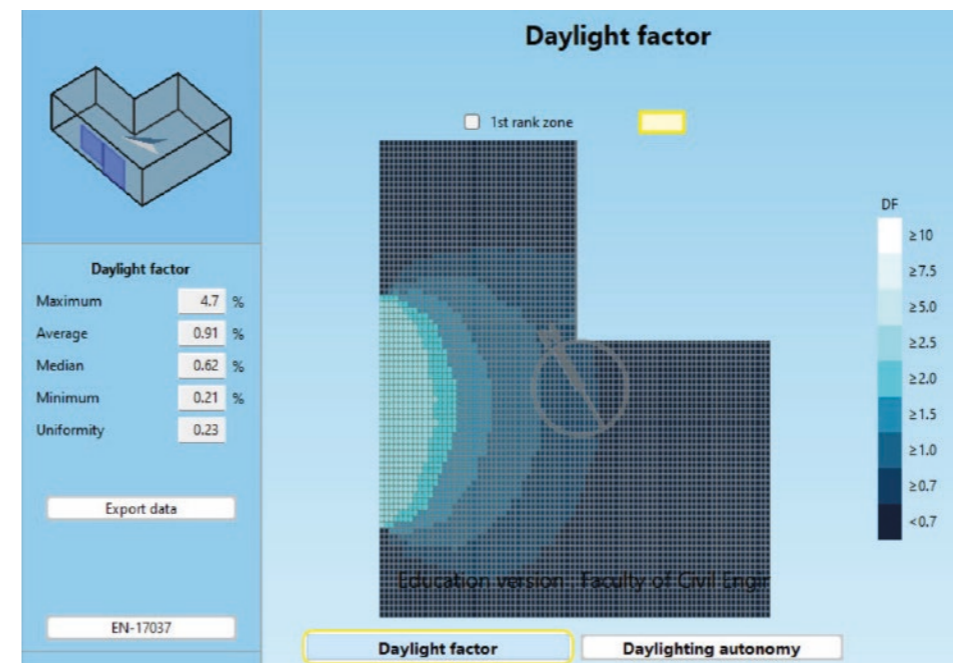 Daylight factor
1st rank zone
DF
≥ 10
≥ 7.5
≥ 5.0
≥ 2.5
≥ 2.0
≥ 1.5
≥ 1.0
≥ 0.7
< 0.7
Daylight factor
Maximum 4.7 %
Average 0.91 %
Median 0.62 %
Minimum 0.21 %
Uniformity 0.23
Export data
EN-17037
Education version : Faculty of Civil Engir
Daylight factor
Daylighting autonomy